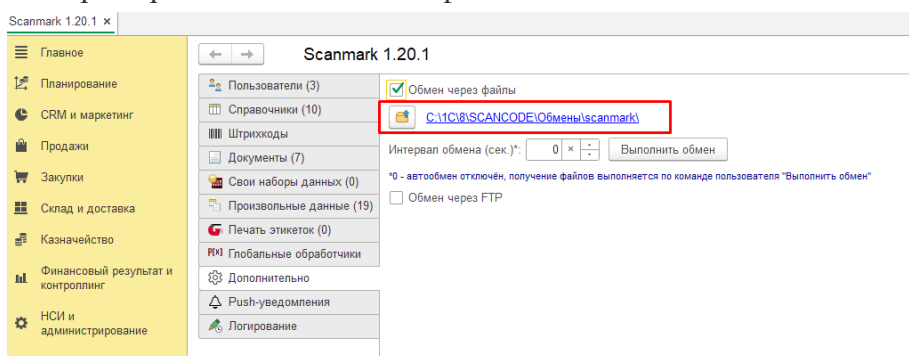 Scanmark 1.20.1 ×
Главное
Планирование
CRM и маркетинг
Продажи
Закупки
Склад и доставка
Казначейство
Финансовый результат и
контроллинг
НСИ и
администрирование
Scanmark 1.20.1
Пользователи (3)
Справочники (10)
Штрихкоды
Документы (7)
Свои наборы данных (0)
Произвольные данные (19)
Печать этикеток (0)
P[X] Глобальные обработчики
Дополнительно
Push-уведомления
Логирование
Обмен через файлы
C:\1C\8\SCANCODE\Обмены\scanmark\
Интервал обмена (сек.)*: 0 × Выполнить обмен
*0 - автообмен отключён, получение файлов выполняется по команде пользователя "Выполнить обмен"
Обмен через FTP